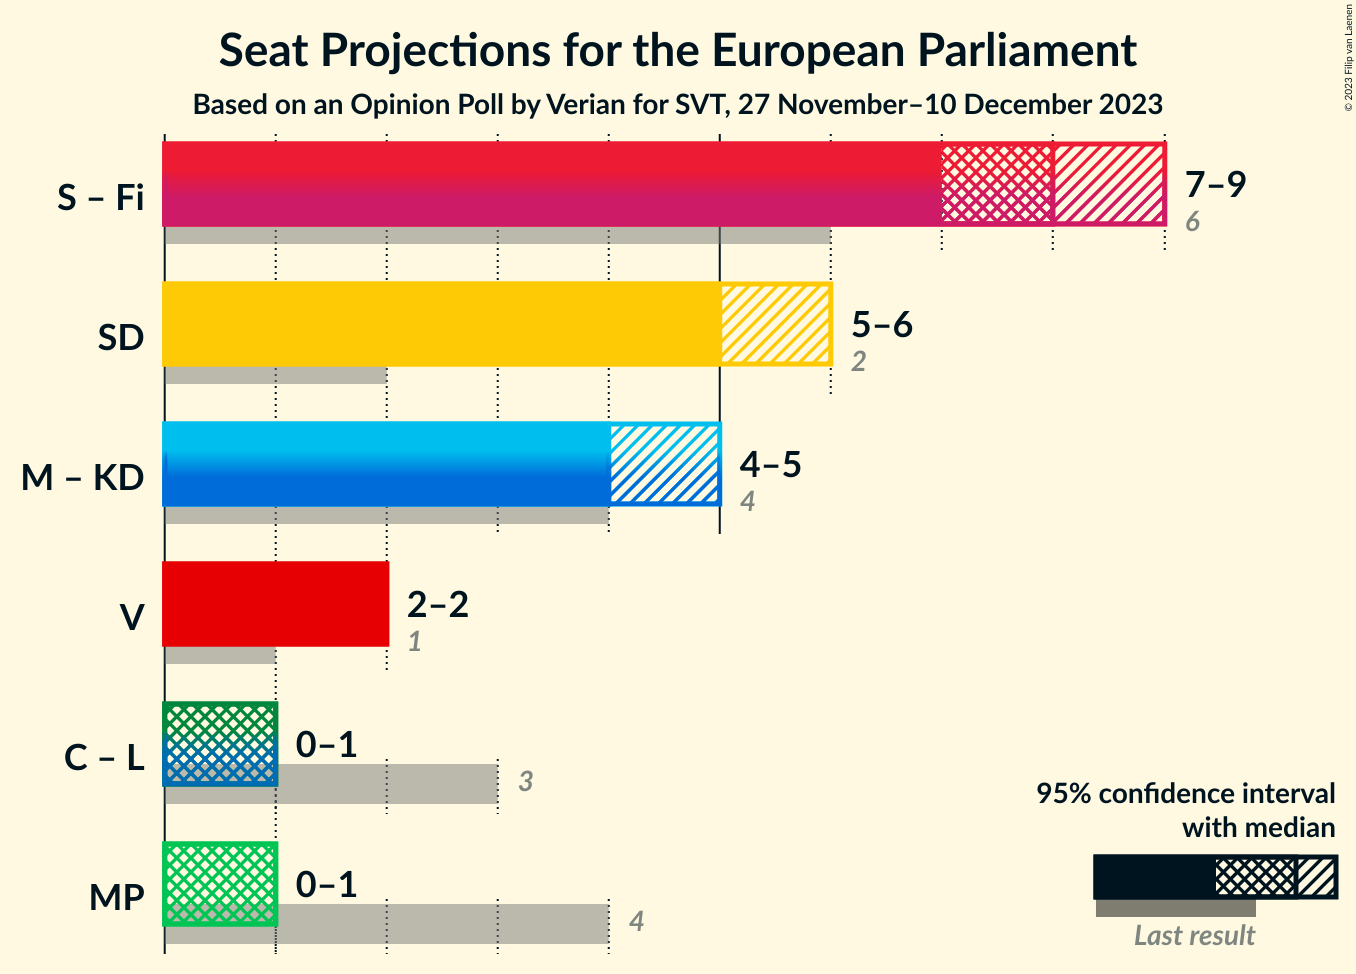 Seat Projections for the European Parliament
Based on an Opinion Poll by Verian for SVT, 27 November–10 December 2023
© 2023 Filip van Laenen
S – Fi
7–9
6
SD
5–6
2
M – KD
4–5
4
V
2–2
1
C – L
0–1
3
MP
0–1
4
95% confidence interval
with median
Last result